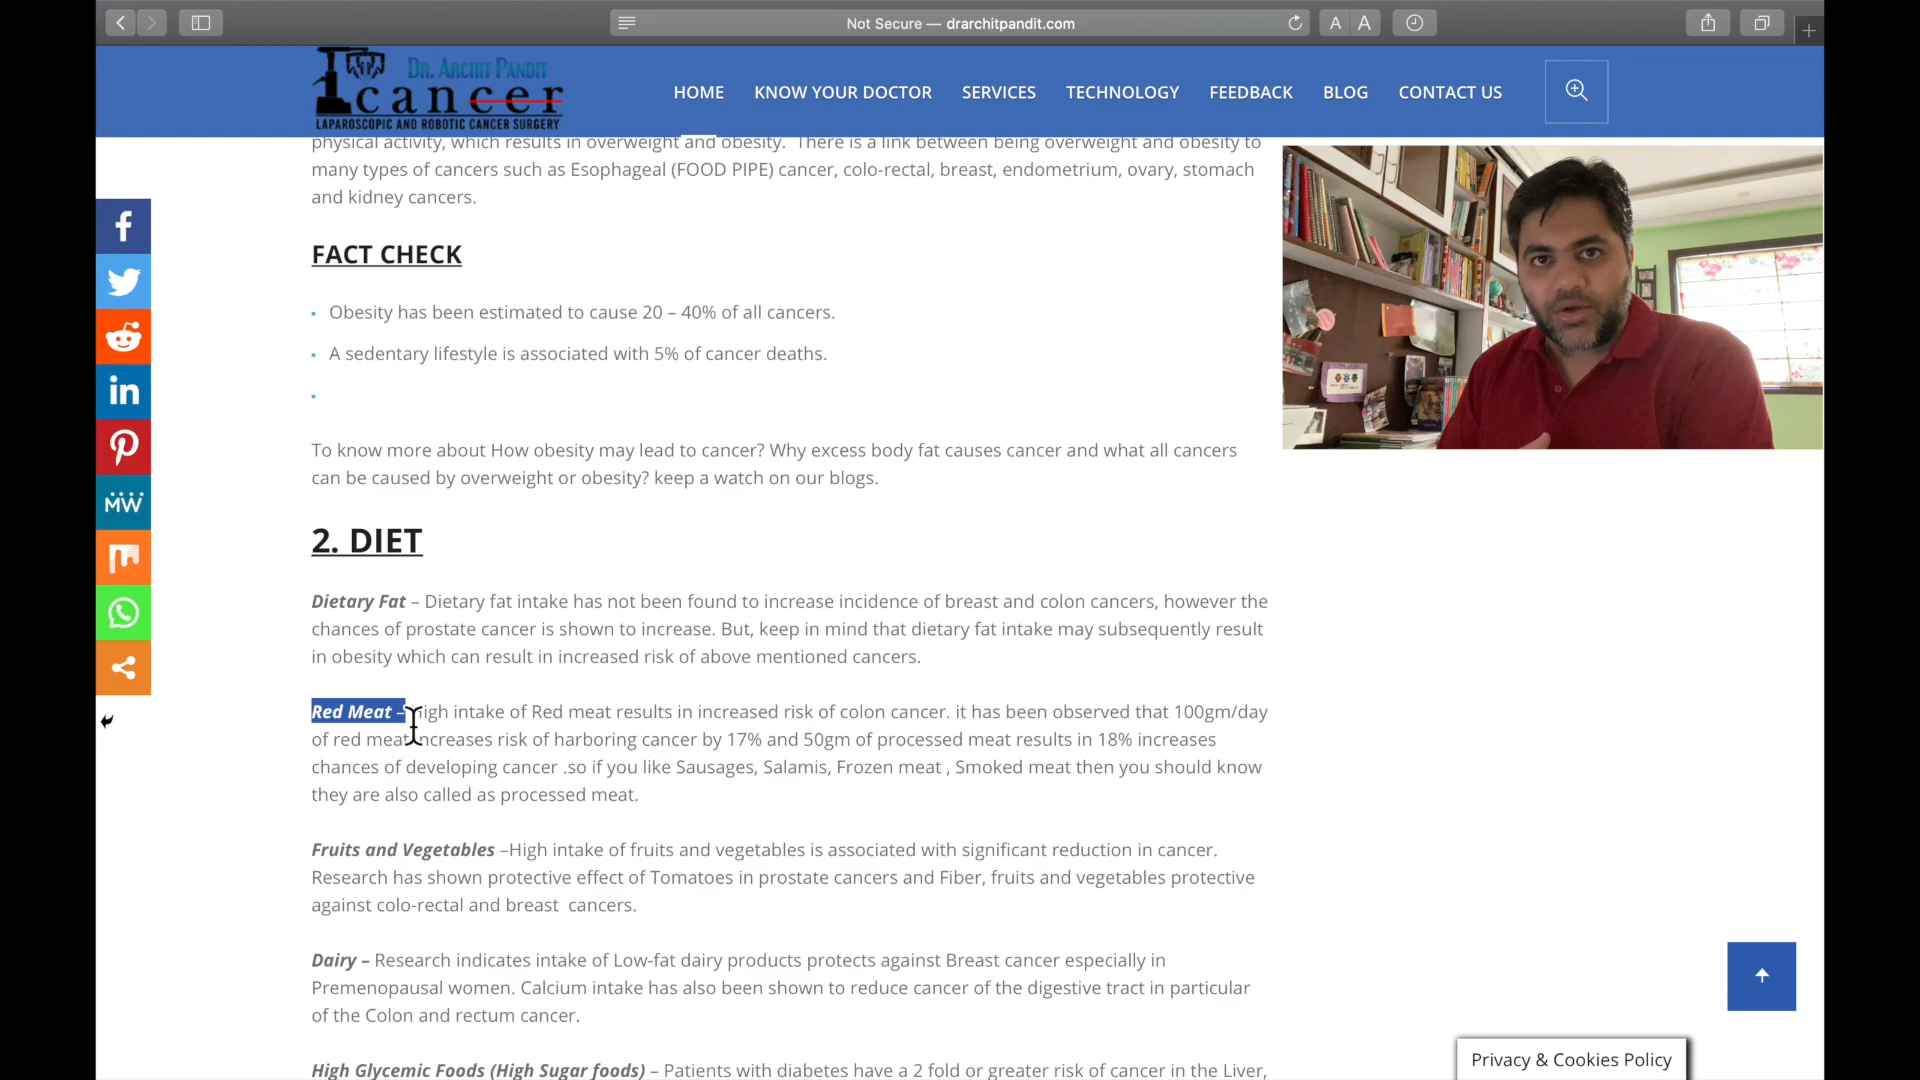 Not Secure — drarchitpandit.com
A A
DR. ARCHIT PANDIT
cancer
LAPAROSCOPIC AND ROBOTIC CANCER SURGERY
HOME KNOW YOUR DOCTOR SERVICES TECHNOLOGY FEEDBACK BLOG CONTACT US
physical activity, which results in overweight and obesity. There is a link between being overweight and obesity to
many types of cancers such as Esophageal (FOOD PIPE) cancer, colo-rectal, breast, endometrium, ovary, stomach
and kidney cancers.
FACT CHECK
Obesity has been estimated to cause 20 – 40% of all cancers.
A sedentary lifestyle is associated with 5% of cancer deaths.
To know more about How obesity may lead to cancer? Why excess body fat causes cancer and what all cancers
can be caused by overweight or obesity? keep a watch on our blogs.
2. DIET
Dietary Fat – Dietary fat intake has not been found to increase incidence of breast and colon cancers, however the
chances of prostate cancer is shown to increase. But, keep in mind that dietary fat intake may subsequently result
in obesity which can result in increased risk of above mentioned cancers.
Red Meat – High intake of Red meat results in increased risk of colon cancer. it has been observed that 100gm/day
of red meat increases risk of harboring cancer by 17% and 50gm of processed meat results in 18% increases
chances of developing cancer .so if you like Sausages, Salamis, Frozen meat , Smoked meat then you should know
they are also called as processed meat.
Fruits and Vegetables –High intake of fruits and vegetables is associated with significant reduction in cancer.
Research has shown protective effect of Tomatoes in prostate cancers and Fiber, fruits and vegetables protective
against colo-rectal and breast cancers.
Dairy – Research indicates intake of Low-fat dairy products protects against Breast cancer especially in
Premenopausal women. Calcium intake has also been shown to reduce cancer of the digestive tract in particular
of the Colon and rectum cancer.
High Glycemic Foods (High Sugar foods) – Patients with diabetes have a 2 fold or greater risk of cancer in the Liver,
Privacy & Cookies Policy